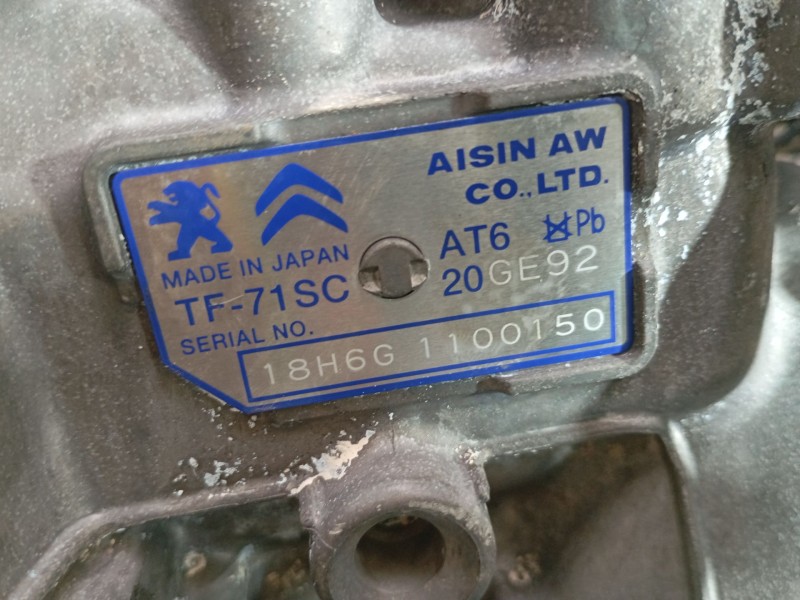 AISIN AW
CO.,LTD.
MADE IN JAPAN
AT6 Pb
TF-71SC
20GE92
SERIAL NO.
18H6G 1100150